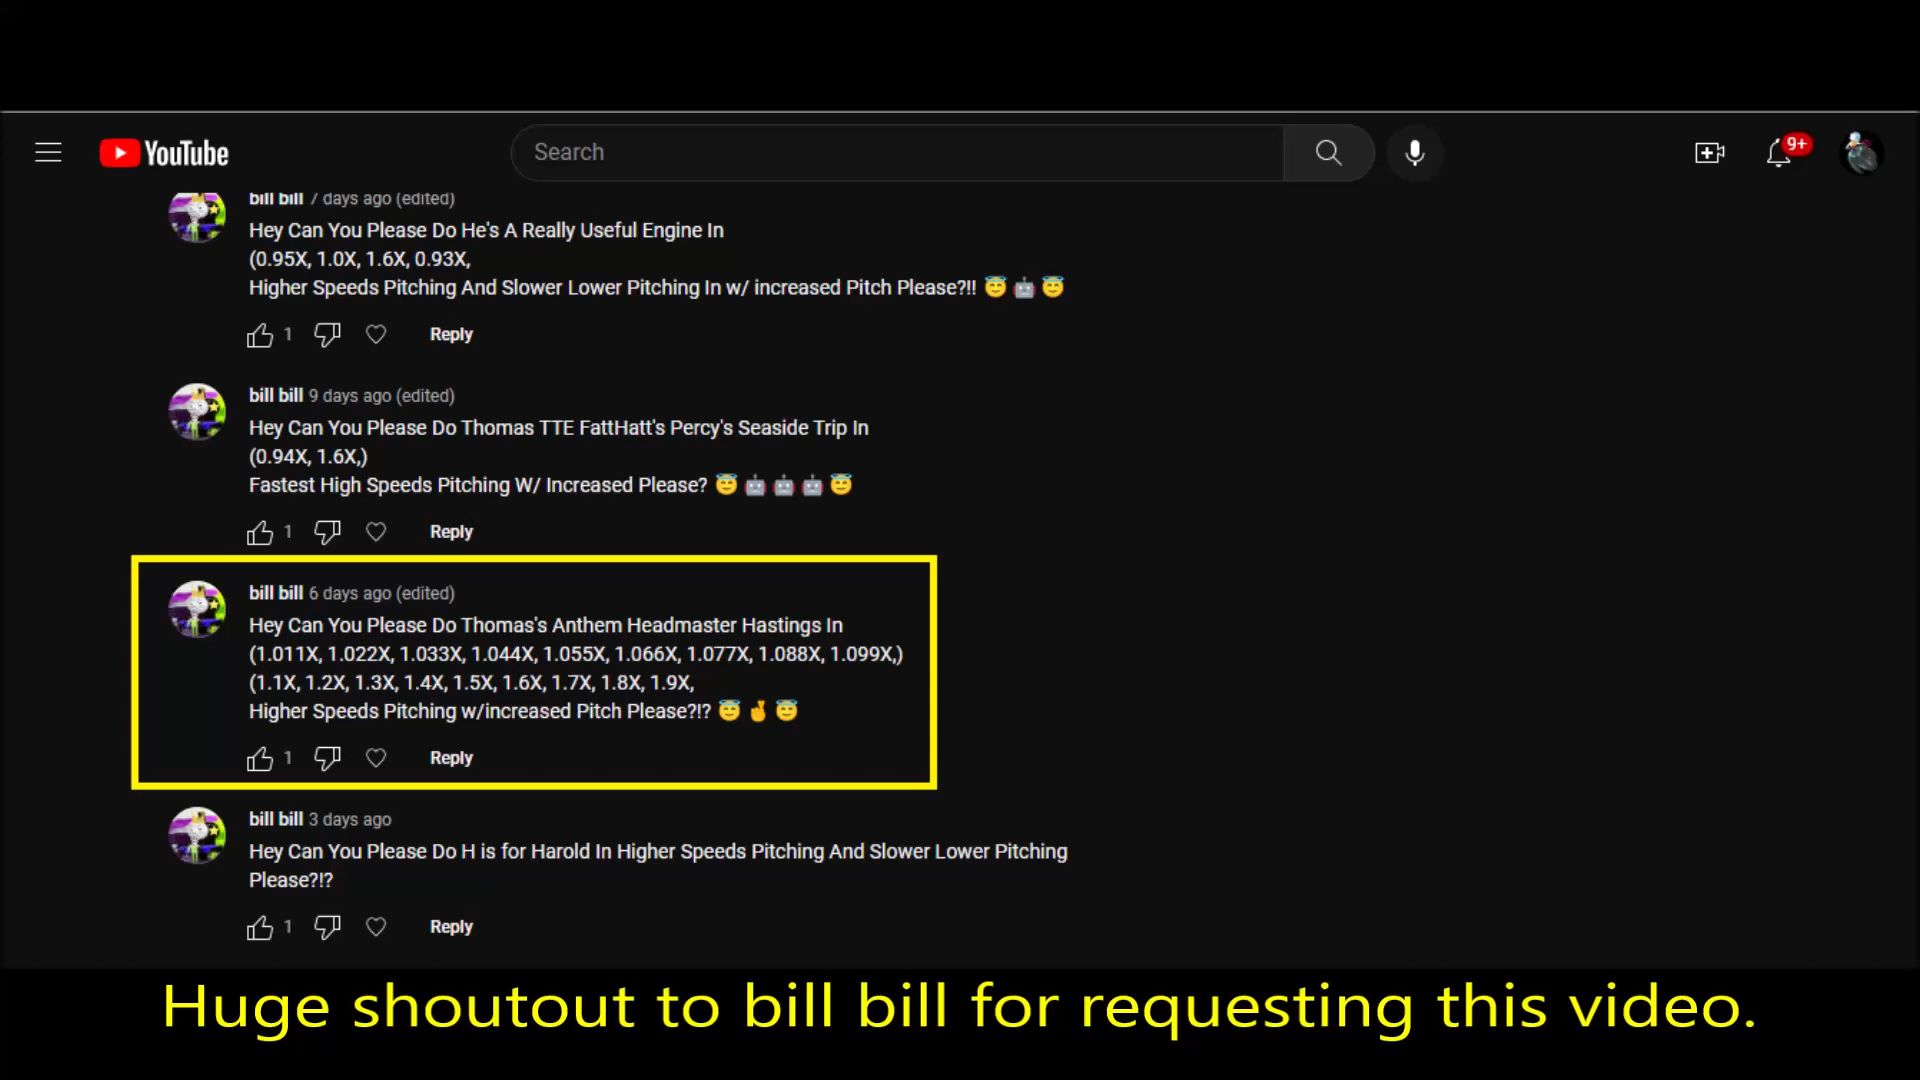 YouTube
Search
9+
bill bill 7 days ago (edited)
Hey Can You Please Do He's A Really Useful Engine In
(0.95X, 1.0X, 1.6X, 0.93X,
Higher Speeds Pitching And Slower Lower Pitching In w/ increased Pitch Please?!! 😇🤖😇
1 Reply
bill bill 9 days ago (edited)
Hey Can You Please Do Thomas TTE FattHatt's Percy's Seaside Trip In
(0.94X, 1.6X,)
Fastest High Speeds Pitching W/ Increased Please? 😇🤖🤖🤖😇
1 Reply
bill bill 6 days ago (edited)
Hey Can You Please Do Thomas's Anthem Headmaster Hastings In
(1.011X, 1.022X, 1.033X, 1.044X, 1.055X, 1.066X, 1.077X, 1.088X, 1.099X,)
(1.1X, 1.2X, 1.3X, 1.4X, 1.5X, 1.6X, 1.7X, 1.8X, 1.9X,
Higher Speeds Pitching w/increased Pitch Please?!? 😇🤞😇
1 Reply
bill bill 3 days ago
Hey Can You Please Do H is for Harold In Higher Speeds Pitching And Slower Lower Pitching
Please?!?
1 Reply
Huge shoutout to bill bill for requesting this video.